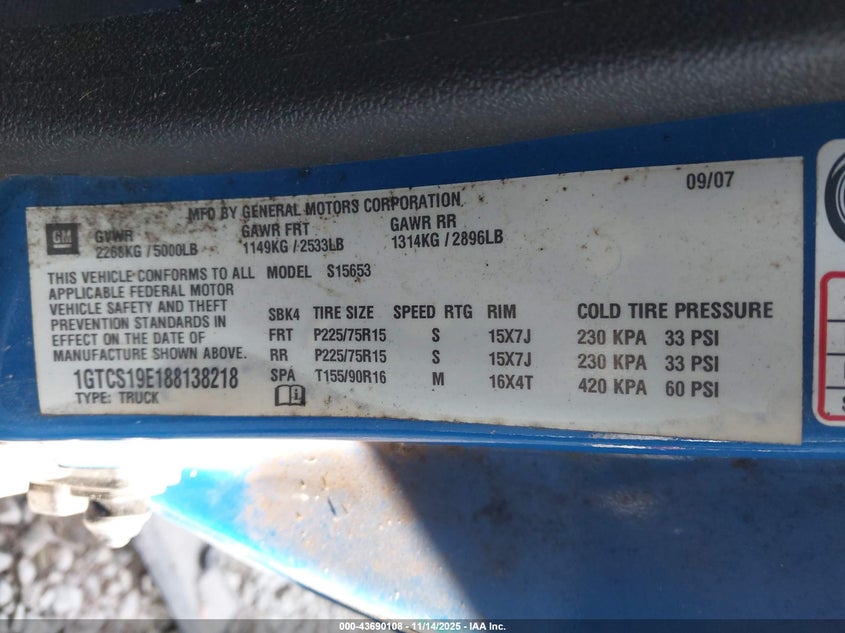 09/07
MFD BY GENERAL MOTORS CORPORATION
GM
GVWR GAWR FRT GAWR RR
2268KG / 5000LB 1149KG / 2533LB 1314KG / 2896LB
THIS VEHICLE CONFORMS TO ALL
APPLICABLE FEDERAL MOTOR
VEHICLE SAFETY AND THEFT
PREVENTION STANDARDS IN
EFFECT ON THE DATE OF
MANUFACTURE SHOWN ABOVE.
1GTCS19E188138218
TYPE: TRUCK
MODEL S15653
SBK4 TIRE SIZE SPEED RTG RIM COLD TIRE PRESSURE
FRT P225/75R15 S 15X7J 230 KPA 33 PSI
RR P225/75R15 S 15X7J 230 KPA 33 PSI
SPA T155/90R16 M 16X4T 420 KPA 60 PSI
000-43690108 - 11/14/2025 - IAA Inc.